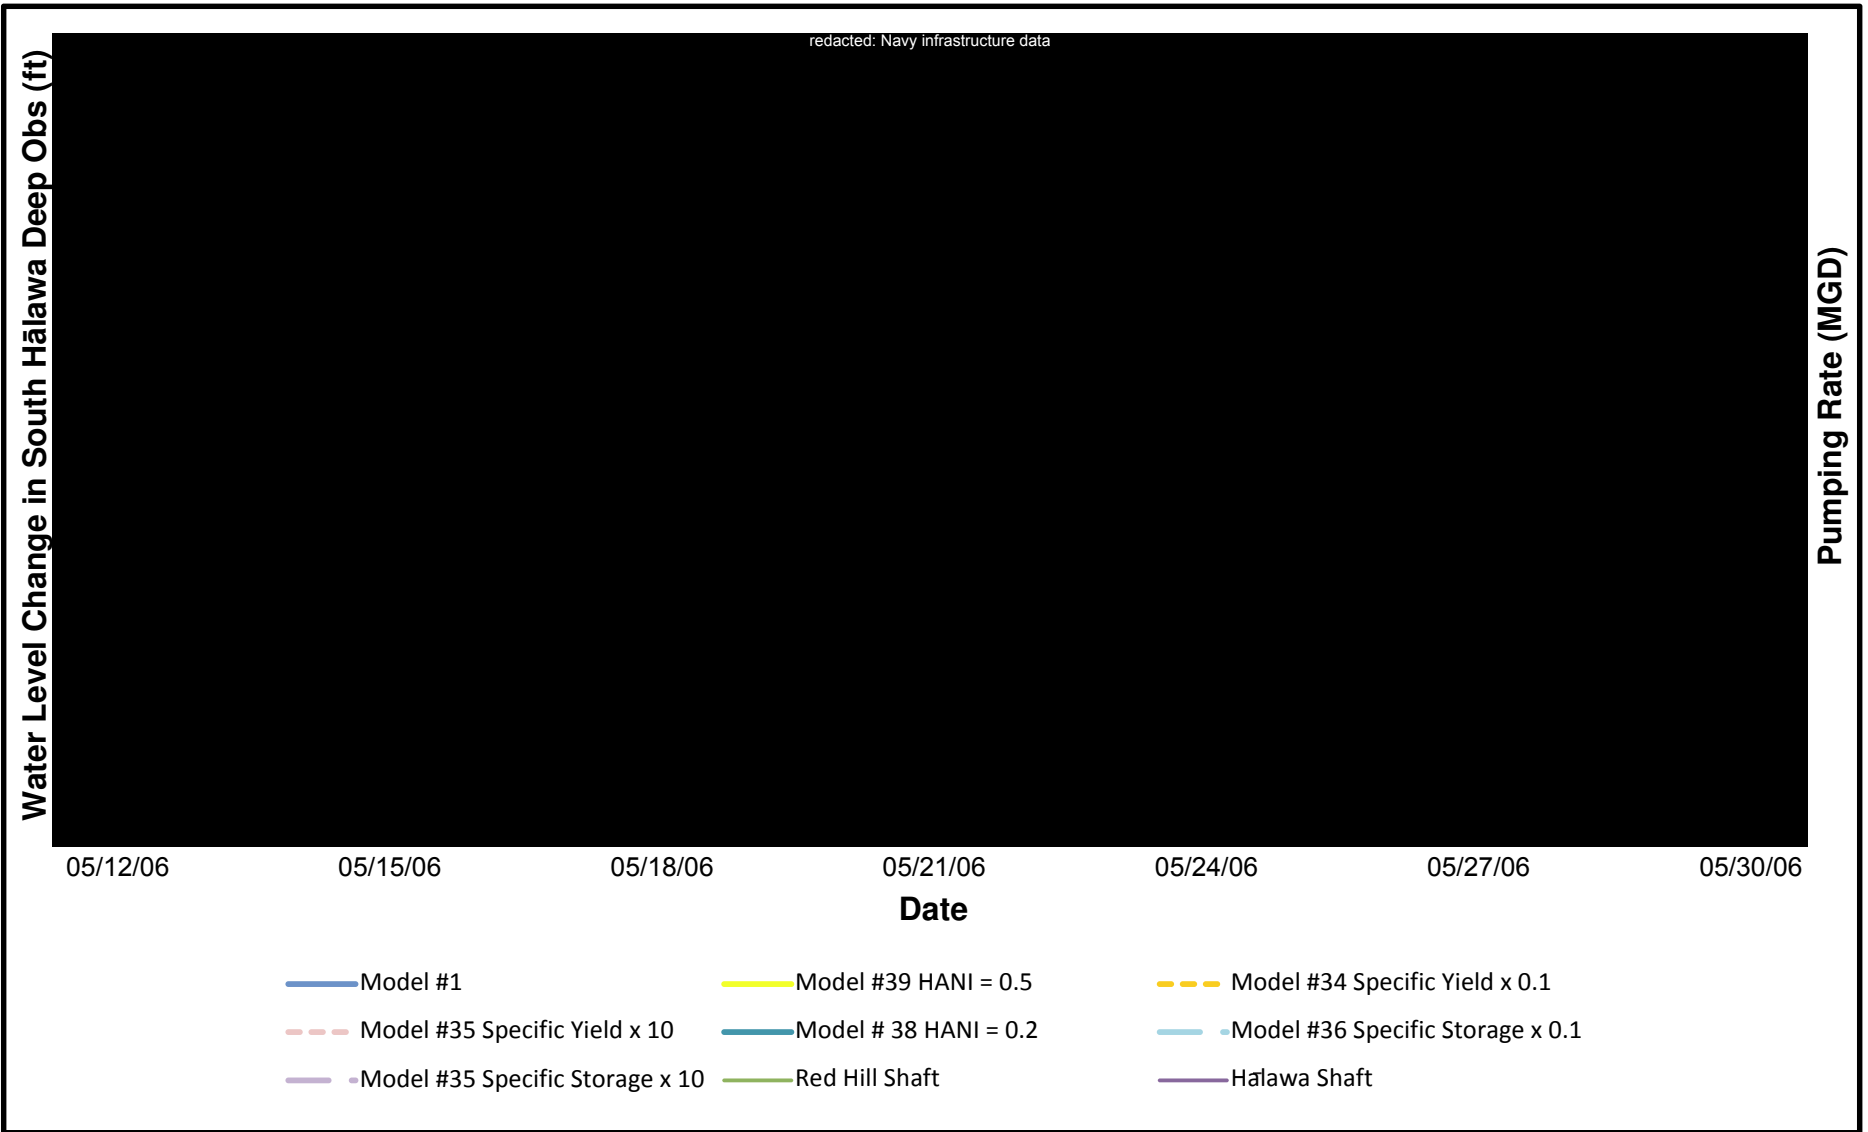 redacted: Navy infrastructure data
Water Level Change in South Hālawa Deep Obs (ft)
Pumping Rate (MGD)
05/12/06 05/15/06 05/18/06 05/21/06 05/24/06 05/27/06 05/30/06
Date
Model #1 Model #39 HANI = 0.5 Model #34 Specific Yield x 0.1
Model #35 Specific Yield x 10 Model # 38 HANI = 0.2 Model #36 Specific Storage x 0.1
Model #35 Specific Storage x 10 Red Hill Shaft Hālawa Shaft